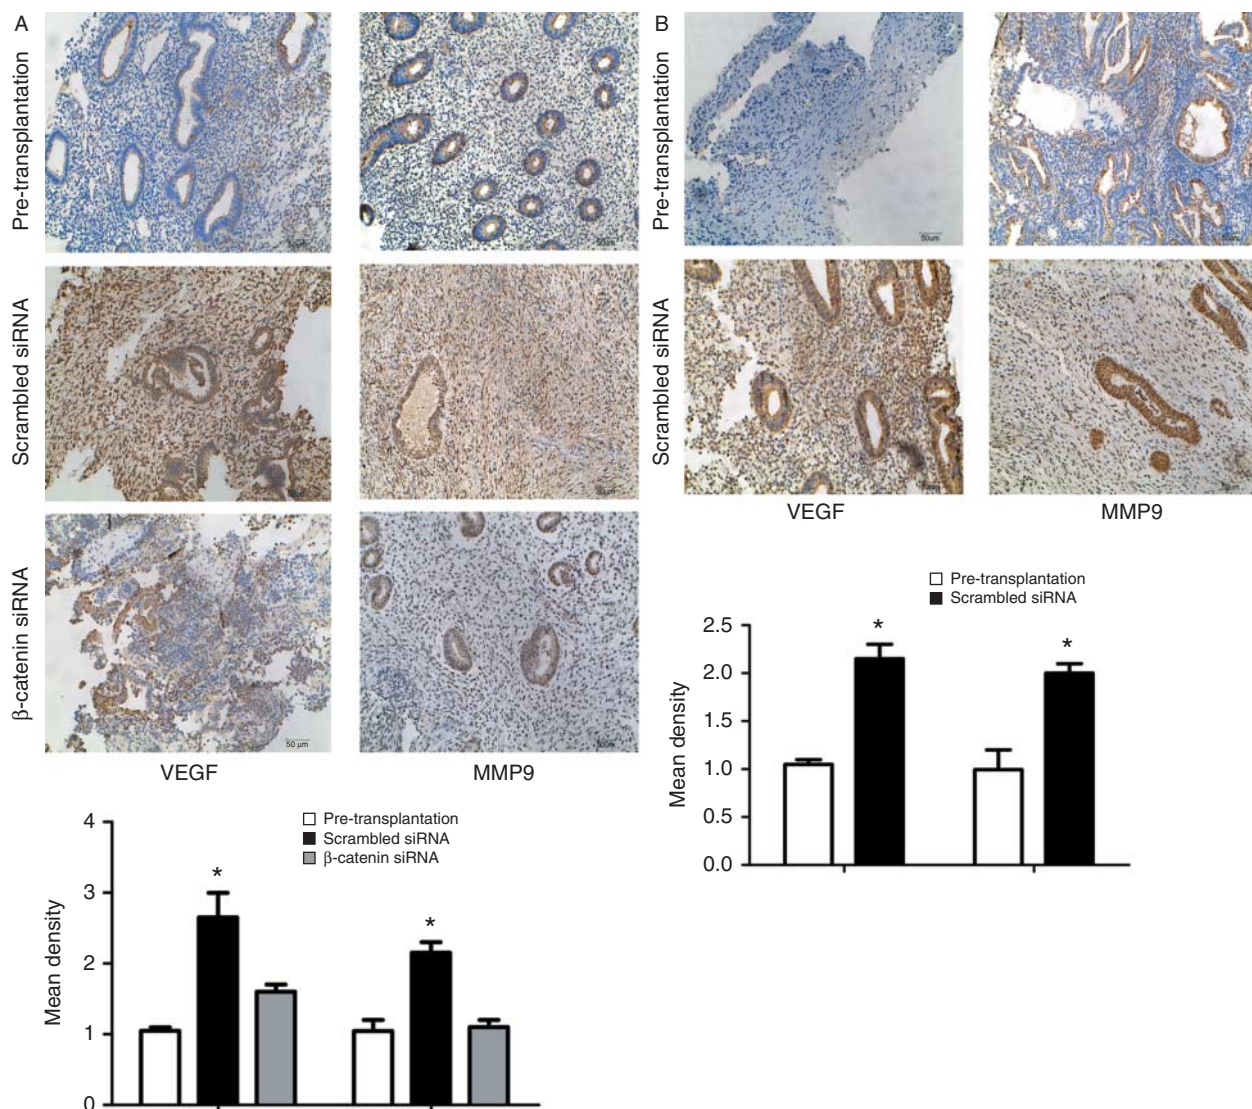 A
Pre-transplantation
Scrambled siRNA
β-catenin siRNA
50 µm
VEGF
MMP9
Pre-transplantation
Scrambled siRNA
β-catenin siRNA
4
3
2
1
0
Mean density
*
*
B
Pre-transplantation
50um
Scrambled siRNA
VEGF
MMP9
Pre-transplantation
Scrambled siRNA
2.5
2.0
1.5
1.0
0.5
0.0
Mean density
*
*